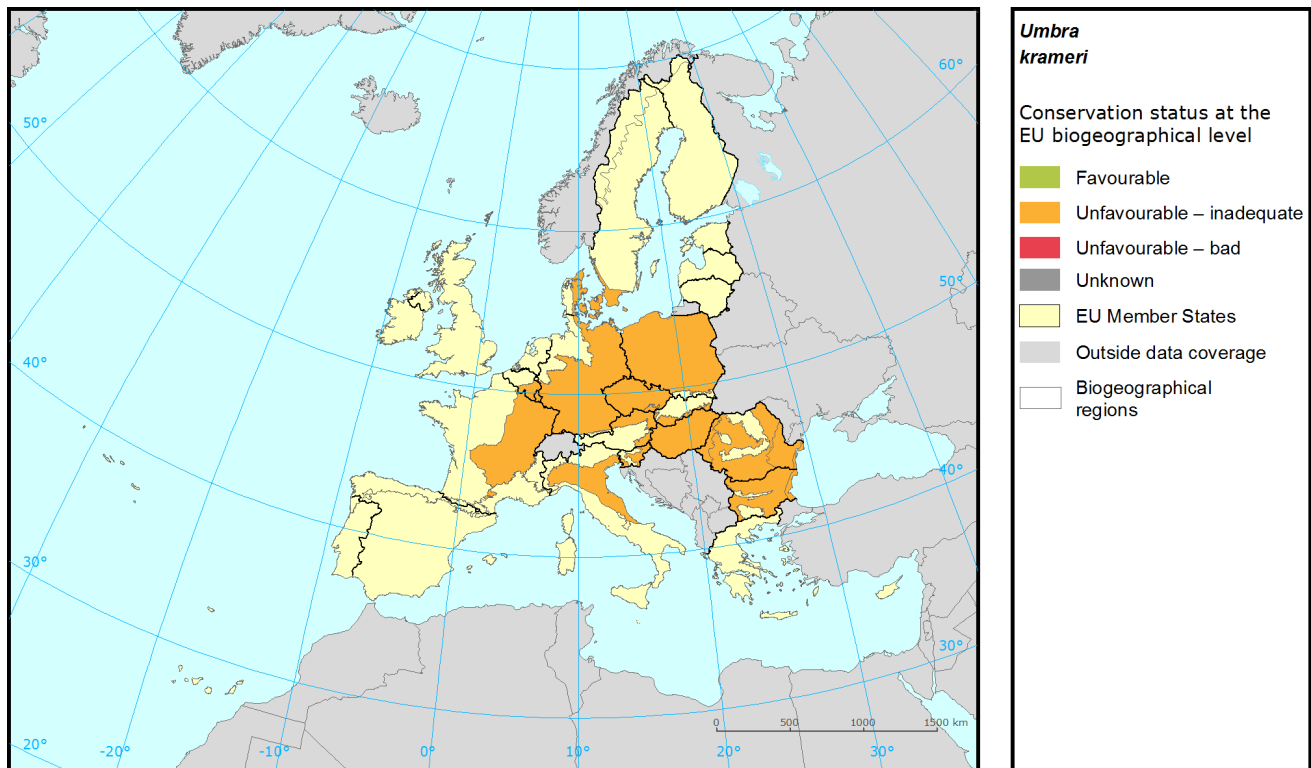 60°
50°
50°
40°
40°
30°
30°
20°
-20°
-10°
0°
10°
20°
30°
0 500 1000 1500 km
Umbra
krameri
Conservation status at the
EU biogeographical level
Favourable
Unfavourable – inadequate
Unfavourable – bad
Unknown
EU Member States
Outside data coverage
Biogeographical
regions